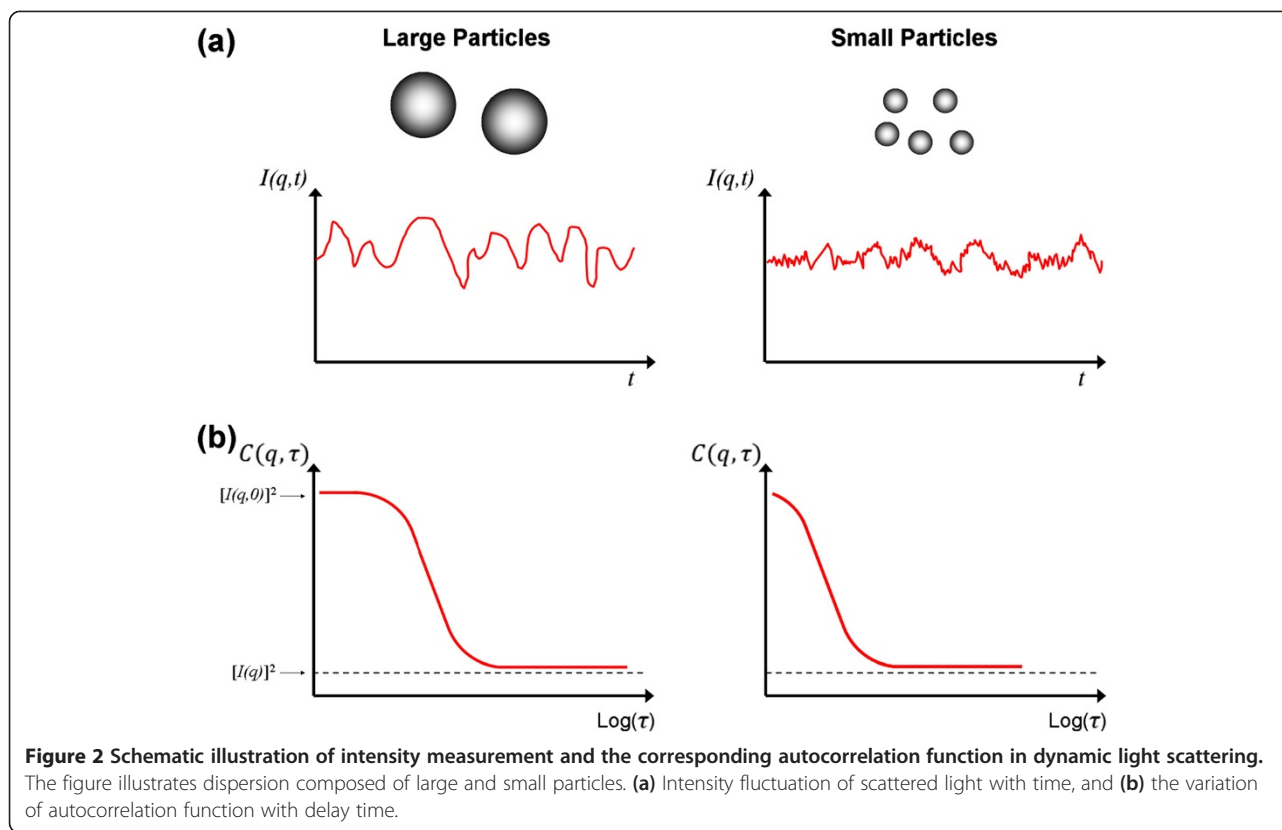 (a)
Large Particles
Small Particles
I(q,t)
I(q,t)
t
t
(b)
C(q,τ)
C(q,τ)
[I(q,0)]²
[I(q)]²
Log(τ)
Log(τ)
Figure 2 Schematic illustration of intensity measurement and the corresponding autocorrelation function in dynamic light scattering.
The figure illustrates dispersion composed of large and small particles. (a) Intensity fluctuation of scattered light with time, and (b) the variation
of autocorrelation function with delay time.